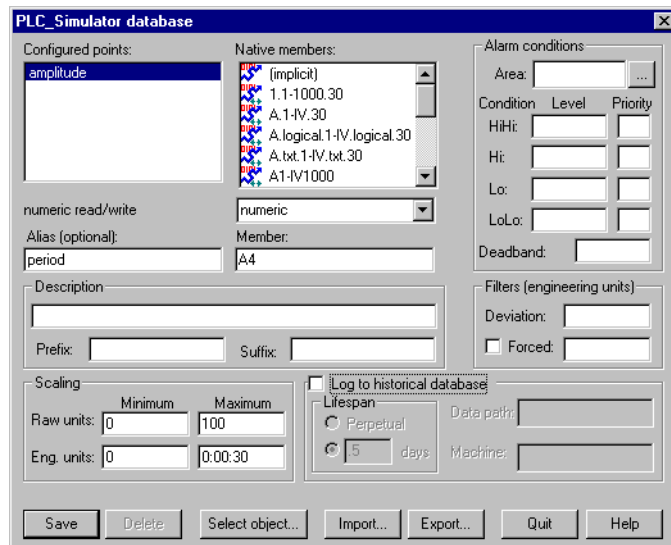 PLC_Simulator database
Configured points:
amplitude
Native members:
(implicit)
1.1-1000.30
A.1-IV.30
A.logical.1-IV.logical.30
A.txt.1-IV.txt.30
A1-IV1000
Alarm conditions
Area:
...
Condition Level Priority
HiHi:
Hi:
Lo:
LoLo:
Deadband:
numeric read/write
numeric
Alias (optional):
period
Member:
A4
Description
Prefix:
Suffix:
Filters (engineering units)
Deviation:
Forced:
Scaling
Minimum Maximum
Raw units: 0 100
Eng. units: 0 0:00:30
Log to historical database
Lifespan
Perpetual
.5 days
Data path:
Machine:
Save Delete Select object... Import... Export... Quit Help